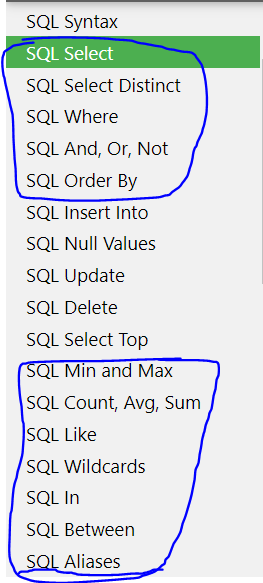 SQL Syntax
SQL Select
SQL Select Distinct
SQL Where
SQL And, Or, Not
SQL Order By
SQL Insert Into
SQL Null Values
SQL Update
SQL Delete
SQL Select Top
SQL Min and Max
SQL Count, Avg, Sum
SQL Like
SQL Wildcards
SQL In
SQL Between
SQL Aliases